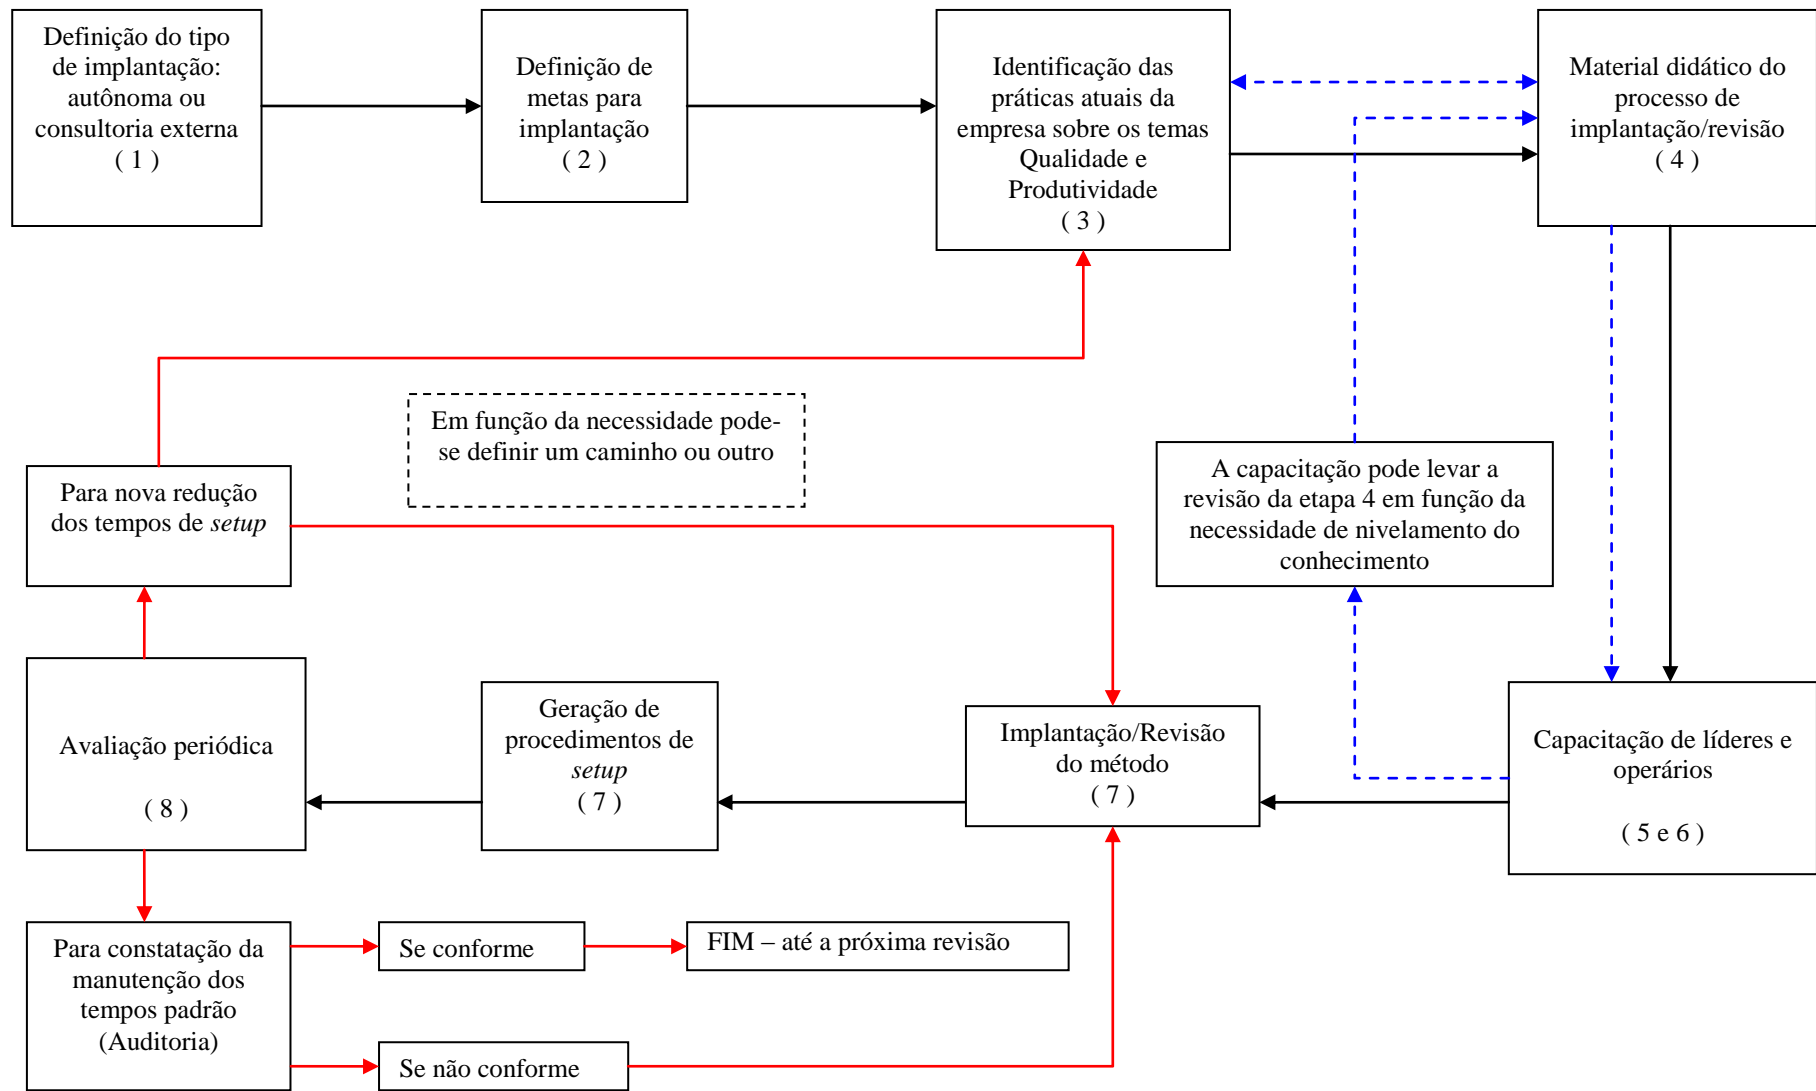 Definição do tipo
de implantação:
autônoma ou
consultoria externa
( 1 )
Definição de
metas para
implantação
( 2 )
Identificação das
práticas atuais da
empresa sobre os temas
Qualidade e
Produtividade
( 3 )
Material didático do
processo de
implantação/revisão
( 4 )
Em função da necessidade pode-
se definir um caminho ou outro
Para nova redução
dos tempos de setup
A capacitação pode levar a
revisão da etapa 4 em função da
necessidade de nivelamento do
conhecimento
Avaliação periódica
( 8 )
Geração de
procedimentos de
setup
( 7 )
Implantação/Revisão
do método
( 7 )
Capacitação de líderes e
operários
( 5 e 6 )
Para constatação da
manutenção dos
tempos padrão
(Auditoria)
Se conforme
FIM – até a próxima revisão
Se não conforme